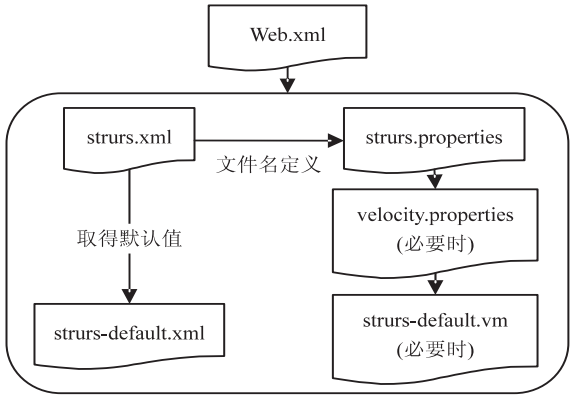 Web.xml
strurs.xml
strurs.properties
文件名定义
velocity.properties
(必要时)
取得默认值
strurs-default.xml
strurs-default.vm
(必要时)